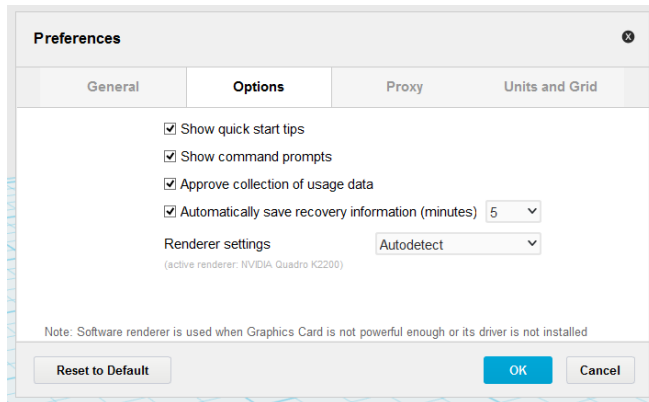 Preferences
General Options Proxy Units and Grid
Show quick start tips
Show command prompts
Approve collection of usage data
Automatically save recovery information (minutes) 5
Renderer settings Autodetect
(active renderer: NVIDIA Quadro K2200)
Note: Software renderer is used when Graphics Card is not powerful enough or its driver is not installed
Reset to Default OK Cancel